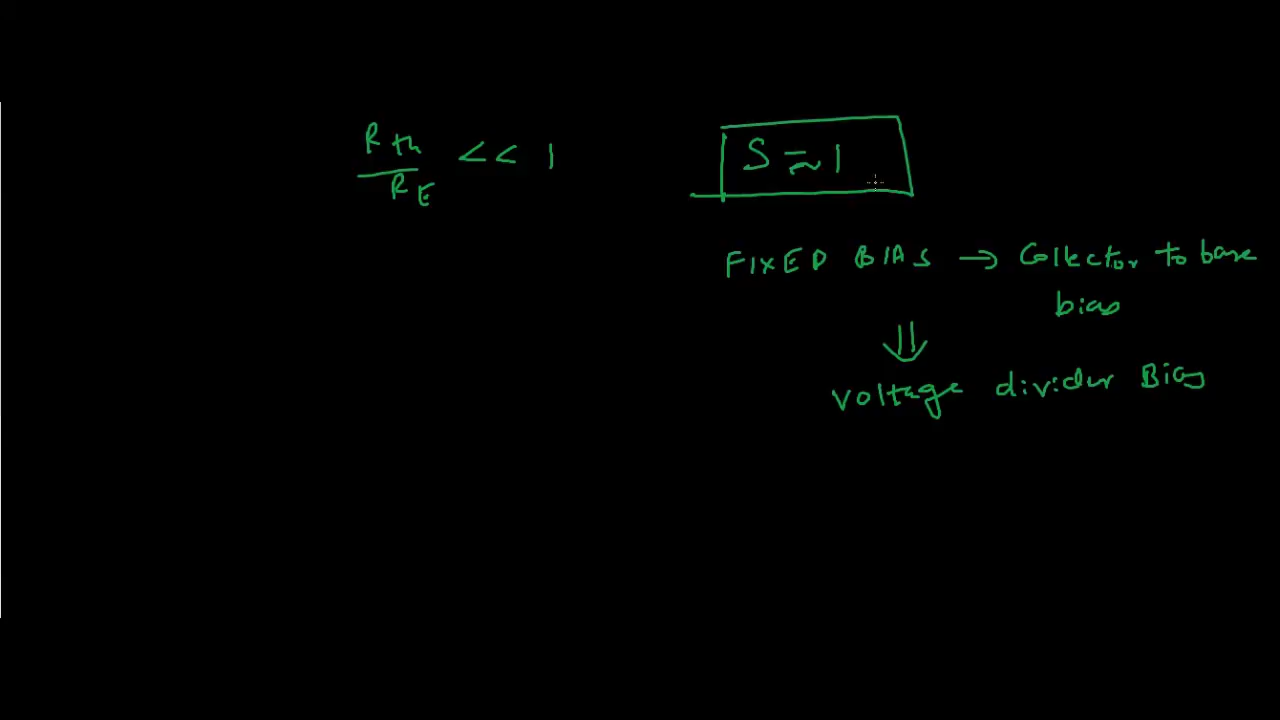 Rth/RE << 1
S ≈ 1
FIXED BIAS → Collector to base
bias
⇓
Voltage divider Bias